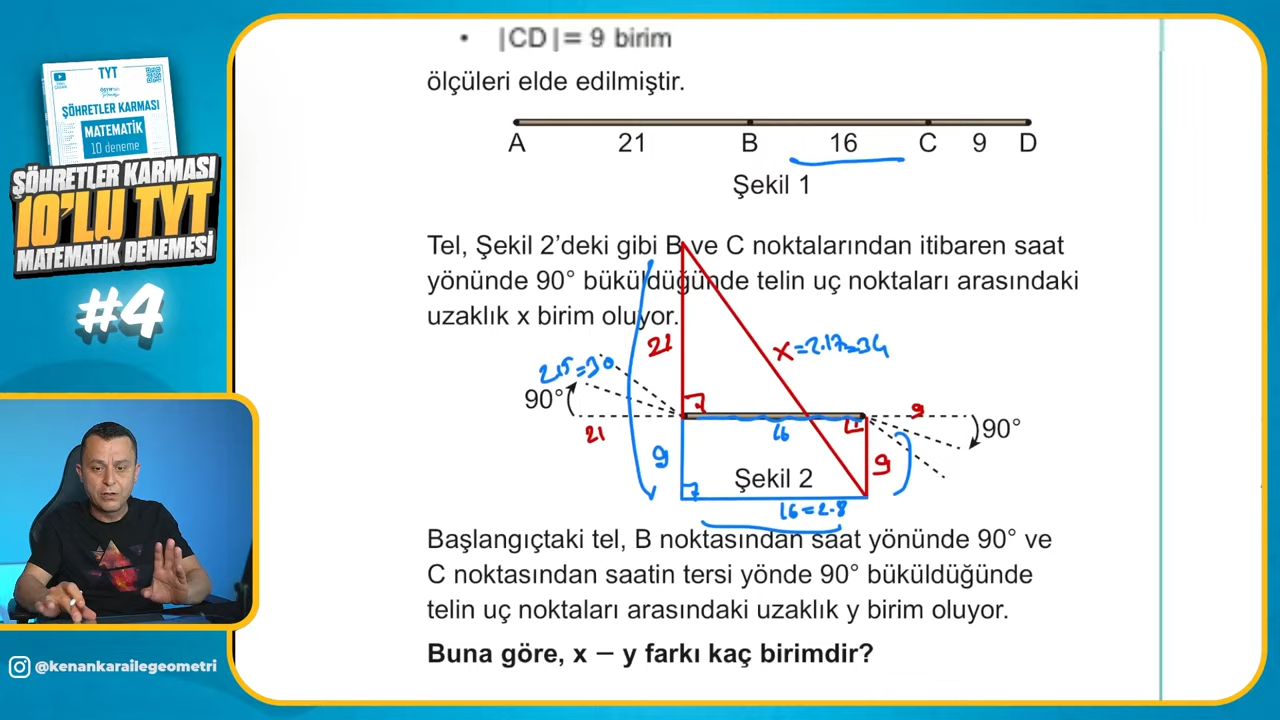 • |CD| = 9 birim
ölçüleri elde edilmiştir.
A 21 B 16 C 9 D
Şekil 1
Tel, Şekil 2'deki gibi B ve C noktalarından itibaren saat
yönünde 90° büküldüğünde telin uç noktaları arasındaki
uzaklık x birim oluyor.
21
x=2.17=34
2.15=30
90°
21
16
9
90°
9
9
Şekil 2
16=2.8
Başlangıçtaki tel, B noktasından saat yönünde 90° ve
C noktasından saatin tersi yönde 90° büküldüğünde
telin uç noktaları arasındaki uzaklık y birim oluyor.
Buna göre, x – y farkı kaç birimdir?
TYT
ŞÖHRETLER KARMASI
MATEMATİK
10 deneme
ŞÖHRETLER KARMASI
10'LU TYT
MATEMATİK DENEMESİ
#4
@kenankarailegeometri